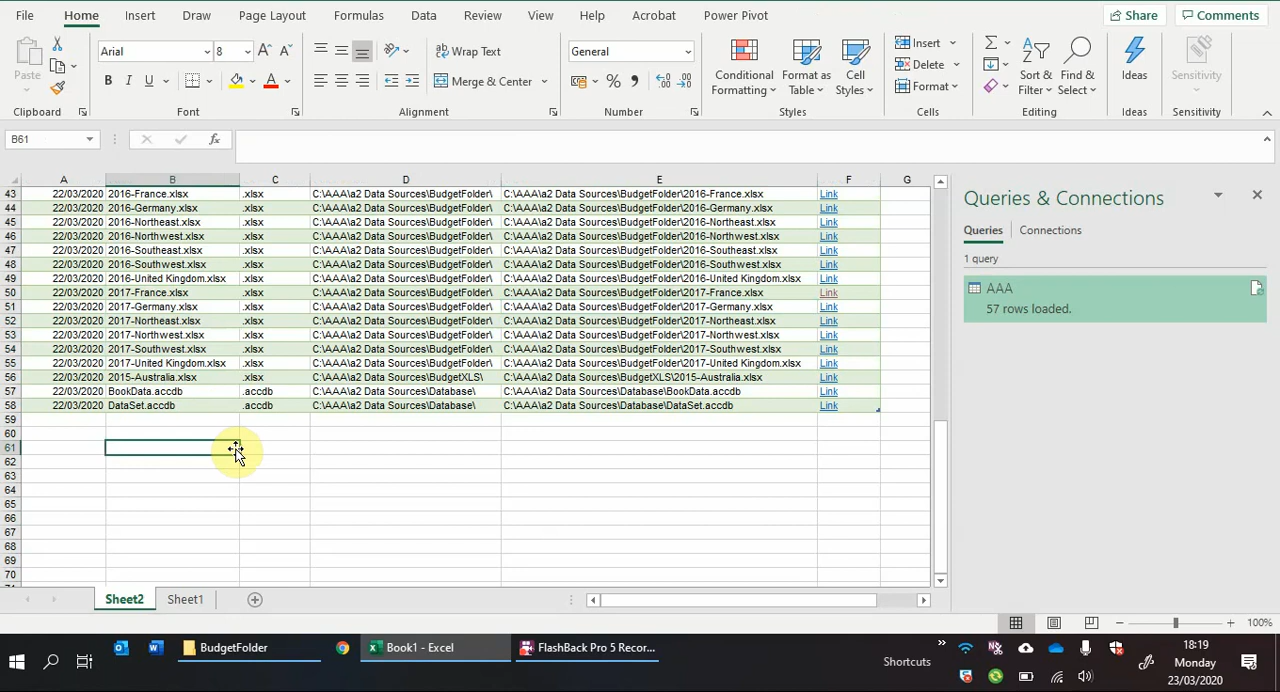 File Home Insert Draw Page Layout Formulas Data Review View Help Acrobat Power Pivot Share Comments
Paste Arial 8 Wrap Text General Conditional Formatting Format as Table Cell Styles Insert Sort & Filter Find & Select Ideas Sensitivity
B I U Merge & Center % Delete
Format
Clipboard Font Alignment Number Styles Cells Editing Ideas Sensitivity
B61 fx
A B C D E F G
43 22/03/2020 2016-France.xlsx .xlsx C:\AAA\a2 Data Sources\BudgetFolder\ C:\AAA\a2 Data Sources\BudgetFolder\2016-France.xlsx Link
44 22/03/2020 2016-Germany.xlsx .xlsx C:\AAA\a2 Data Sources\BudgetFolder\ C:\AAA\a2 Data Sources\BudgetFolder\2016-Germany.xlsx Link
45 22/03/2020 2016-Northeast.xlsx .xlsx C:\AAA\a2 Data Sources\BudgetFolder\ C:\AAA\a2 Data Sources\BudgetFolder\2016-Northeast.xlsx Link
46 22/03/2020 2016-Northwest.xlsx .xlsx C:\AAA\a2 Data Sources\BudgetFolder\ C:\AAA\a2 Data Sources\BudgetFolder\2016-Northwest.xlsx Link
47 22/03/2020 2016-Southeast.xlsx .xlsx C:\AAA\a2 Data Sources\BudgetFolder\ C:\AAA\a2 Data Sources\BudgetFolder\2016-Southeast.xlsx Link
48 22/03/2020 2016-Southwest.xlsx .xlsx C:\AAA\a2 Data Sources\BudgetFolder\ C:\AAA\a2 Data Sources\BudgetFolder\2016-Southwest.xlsx Link
49 22/03/2020 2016-United Kingdom.xlsx .xlsx C:\AAA\a2 Data Sources\BudgetFolder\ C:\AAA\a2 Data Sources\BudgetFolder\2016-United Kingdom.xlsx Link
50 22/03/2020 2017-France.xlsx .xlsx C:\AAA\a2 Data Sources\BudgetFolder\ C:\AAA\a2 Data Sources\BudgetFolder\2017-France.xlsx Link
51 22/03/2020 2017-Germany.xlsx .xlsx C:\AAA\a2 Data Sources\BudgetFolder\ C:\AAA\a2 Data Sources\BudgetFolder\2017-Germany.xlsx Link
52 22/03/2020 2017-Northeast.xlsx .xlsx C:\AAA\a2 Data Sources\BudgetFolder\ C:\AAA\a2 Data Sources\BudgetFolder\2017-Northeast.xlsx Link
53 22/03/2020 2017-Northwest.xlsx .xlsx C:\AAA\a2 Data Sources\BudgetFolder\ C:\AAA\a2 Data Sources\BudgetFolder\2017-Northwest.xlsx Link
54 22/03/2020 2017-Southwest.xlsx .xlsx C:\AAA\a2 Data Sources\BudgetFolder\ C:\AAA\a2 Data Sources\BudgetFolder\2017-Southwest.xlsx Link
55 22/03/2020 2017-United Kingdom.xlsx .xlsx C:\AAA\a2 Data Sources\BudgetFolder\ C:\AAA\a2 Data Sources\BudgetFolder\2017-United Kingdom.xlsx Link
56 22/03/2020 2015-Australia.xlsx .xlsx C:\AAA\a2 Data Sources\BudgetXLS\ C:\AAA\a2 Data Sources\BudgetXLS\2015-Australia.xlsx Link
57 22/03/2020 BookData.accdb .accdb C:\AAA\a2 Data Sources\Database\ C:\AAA\a2 Data Sources\Database\BookData.accdb Link
58 22/03/2020 DataSet.accdb .accdb C:\AAA\a2 Data Sources\Database\ C:\AAA\a2 Data Sources\Database\DataSet.accdb Link
59
60
61
62
63
64
65
66
67
68
69
70
Queries & Connections
Queries Connections
1 query
AAA
57 rows loaded.
Sheet2 Sheet1
100%
BudgetFolder Book1 - Excel FlashBack Pro 5 Recor... Shortcuts
18:19
Monday
23/03/2020